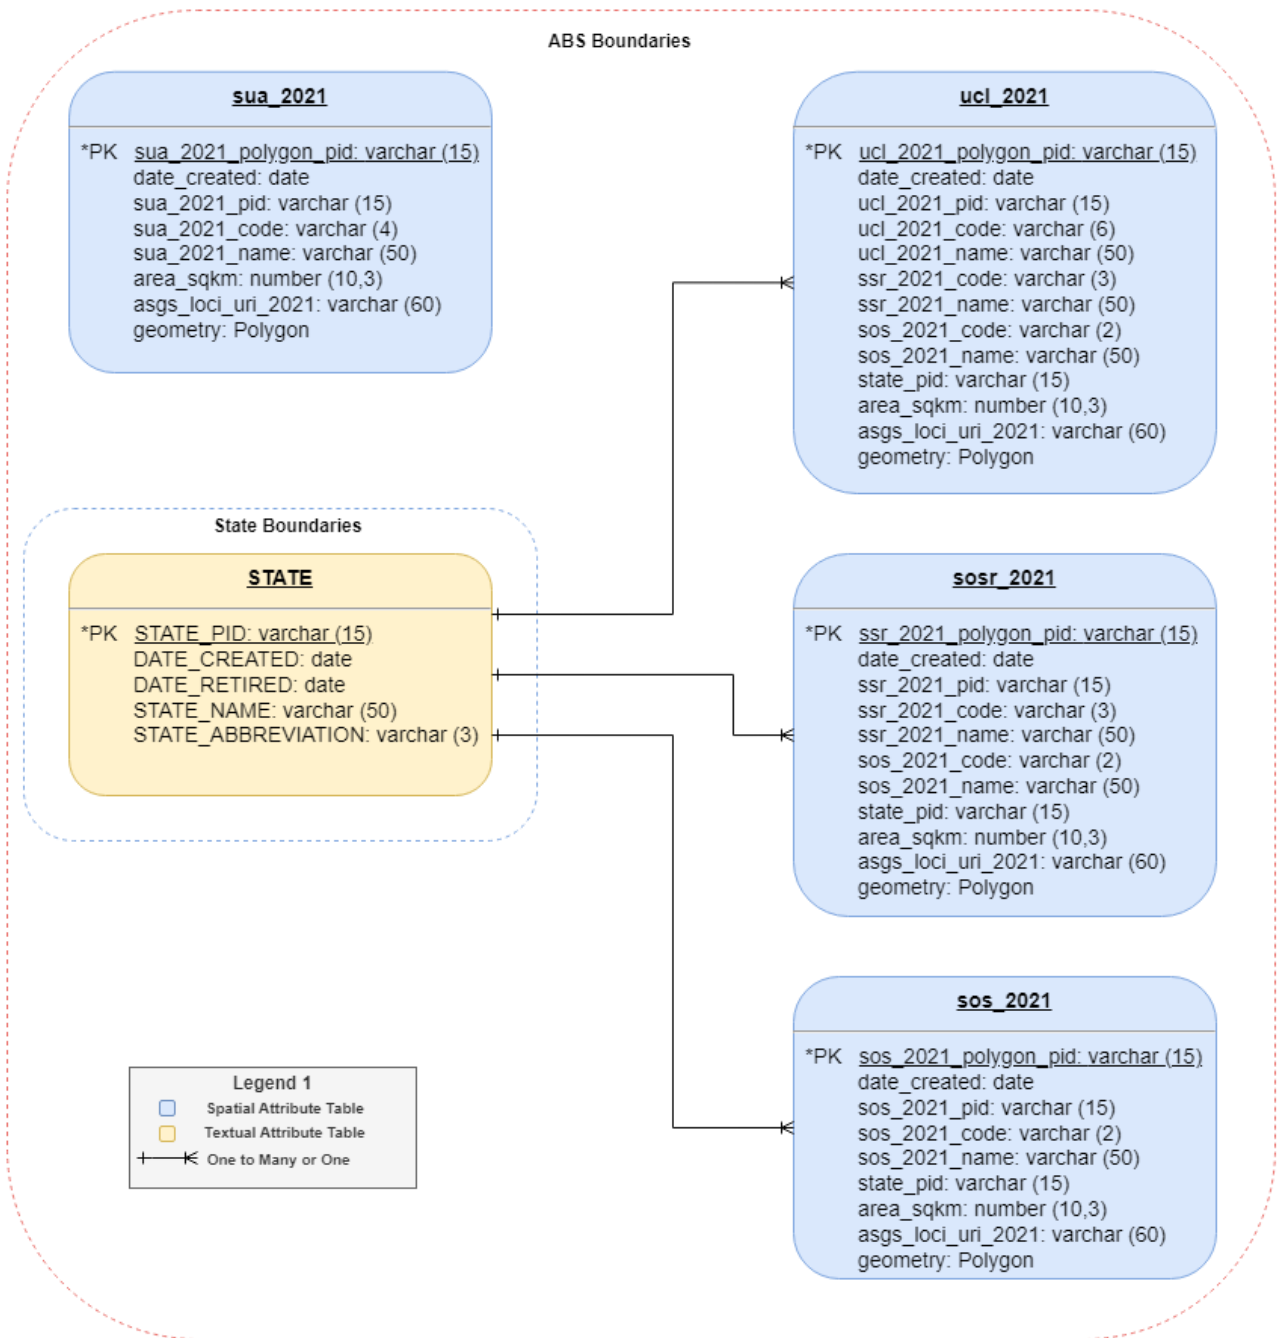 ABS Boundaries
sua_2021
*PK sua_2021_polygon_pid: varchar (15)
date_created: date
sua_2021_pid: varchar (15)
sua_2021_code: varchar (4)
sua_2021_name: varchar (50)
area_sqkm: number (10,3)
asgs_loci_uri_2021: varchar (60)
geometry: Polygon
ucl_2021
*PK ucl_2021_polygon_pid: varchar (15)
date_created: date
ucl_2021_pid: varchar (15)
ucl_2021_code: varchar (6)
ucl_2021_name: varchar (50)
ssr_2021_code: varchar (3)
ssr_2021_name: varchar (50)
sos_2021_code: varchar (2)
sos_2021_name: varchar (50)
state_pid: varchar (15)
area_sqkm: number (10,3)
asgs_loci_uri_2021: varchar (60)
geometry: Polygon
State Boundaries
STATE
*PK STATE_PID: varchar (15)
DATE_CREATED: date
DATE_RETIRED: date
STATE_NAME: varchar (50)
STATE_ABBREVIATION: varchar (3)
sosr_2021
*PK ssr_2021_polygon_pid: varchar (15)
date_created: date
ssr_2021_pid: varchar (15)
ssr_2021_code: varchar (3)
ssr_2021_name: varchar (50)
sos_2021_code: varchar (2)
sos_2021_name: varchar (50)
state_pid: varchar (15)
area_sqkm: number (10,3)
asgs_loci_uri_2021: varchar (60)
geometry: Polygon
sos_2021
*PK sos_2021_polygon_pid: varchar (15)
date_created: date
sos_2021_pid: varchar (15)
sos_2021_code: varchar (2)
sos_2021_name: varchar (50)
state_pid: varchar (15)
area_sqkm: number (10,3)
asgs_loci_uri_2021: varchar (60)
geometry: Polygon
Legend 1
Spatial Attribute Table
Textual Attribute Table
One to Many or One